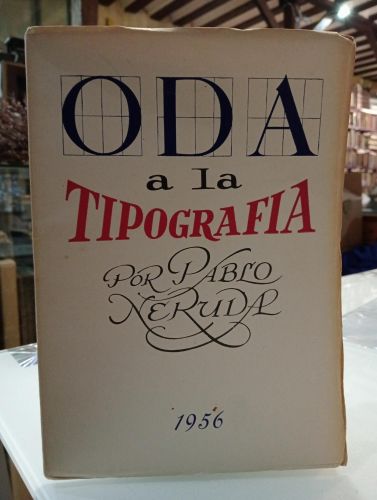 ODA
a la
TIPOGRAFIA
POR PABLO
NERUDA
1956